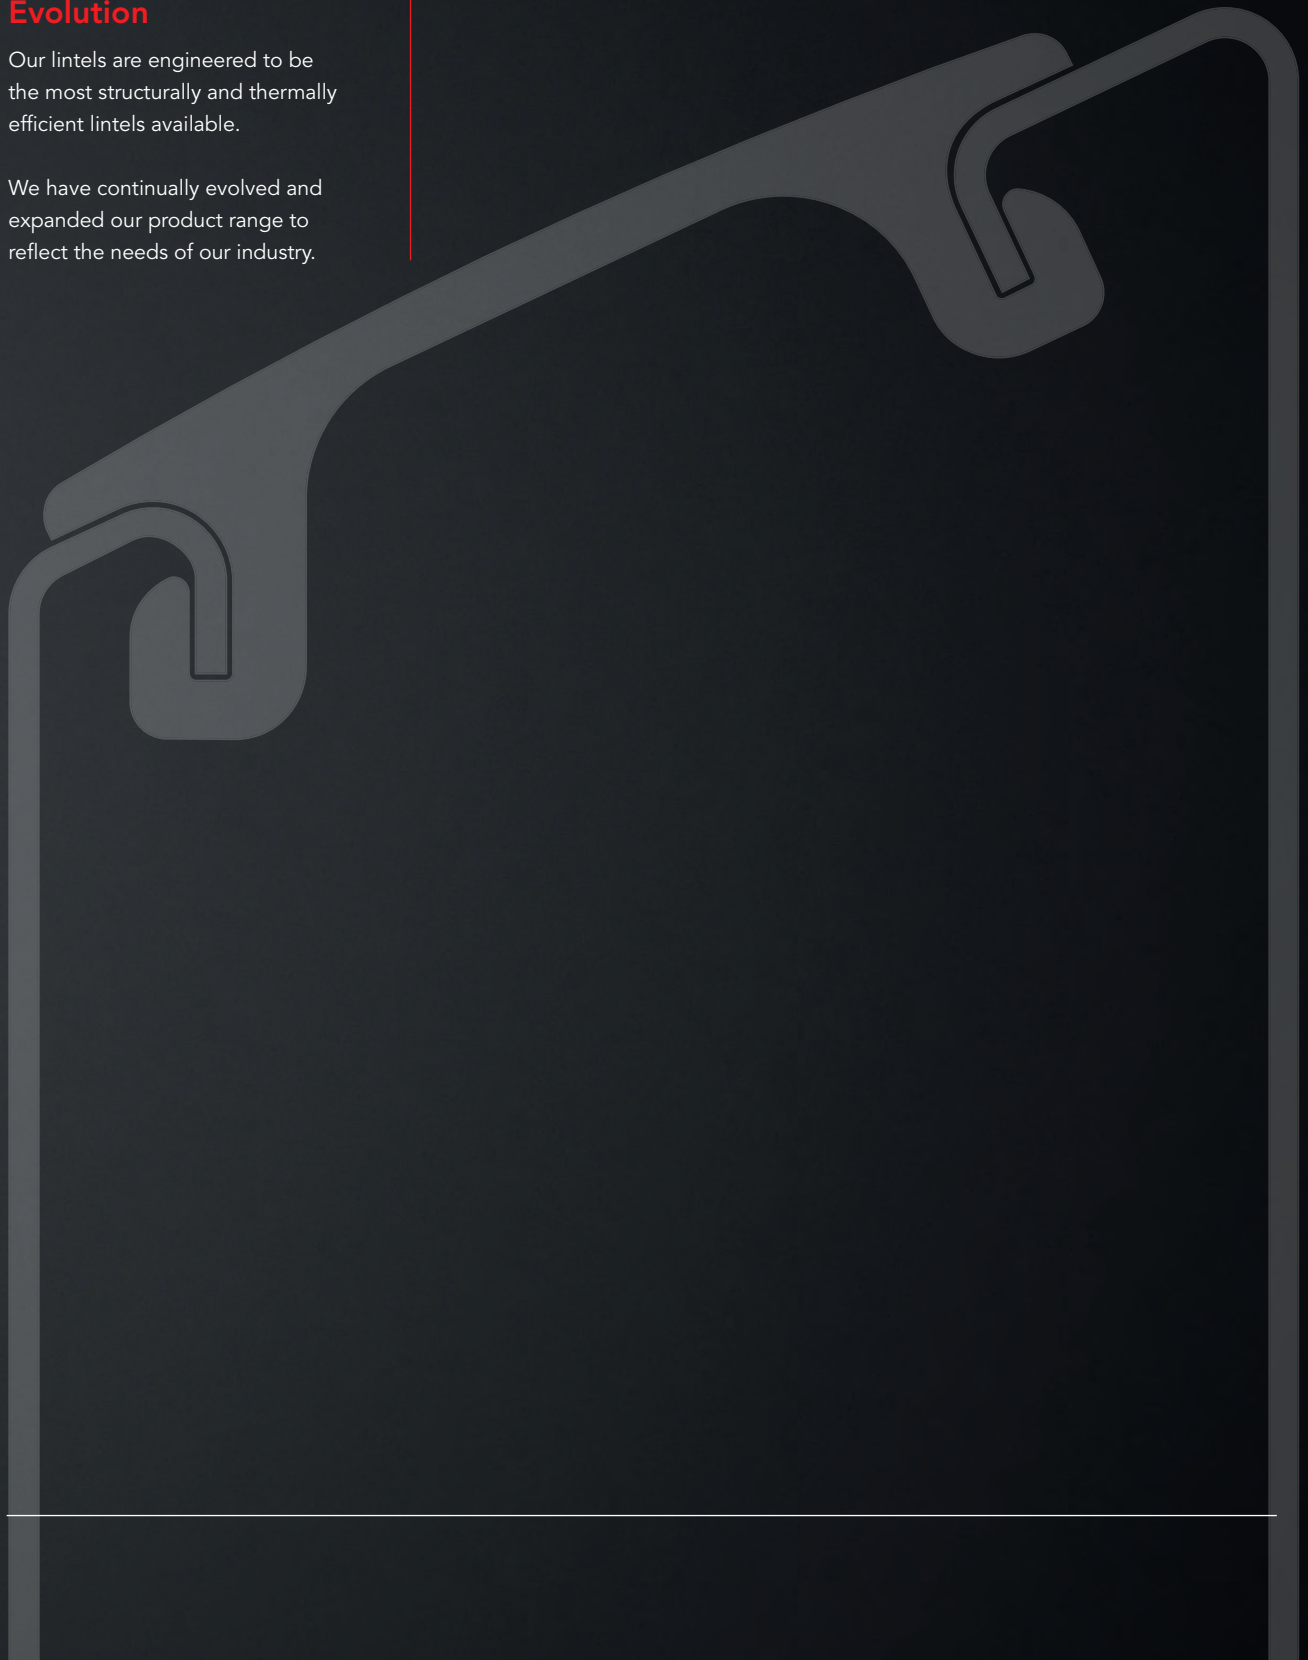 Evolution
Our lintels are engineered to be
the most structurally and thermally
efficient lintels available.
We have continually evolved and
expanded our product range to
reflect the needs of our industry.